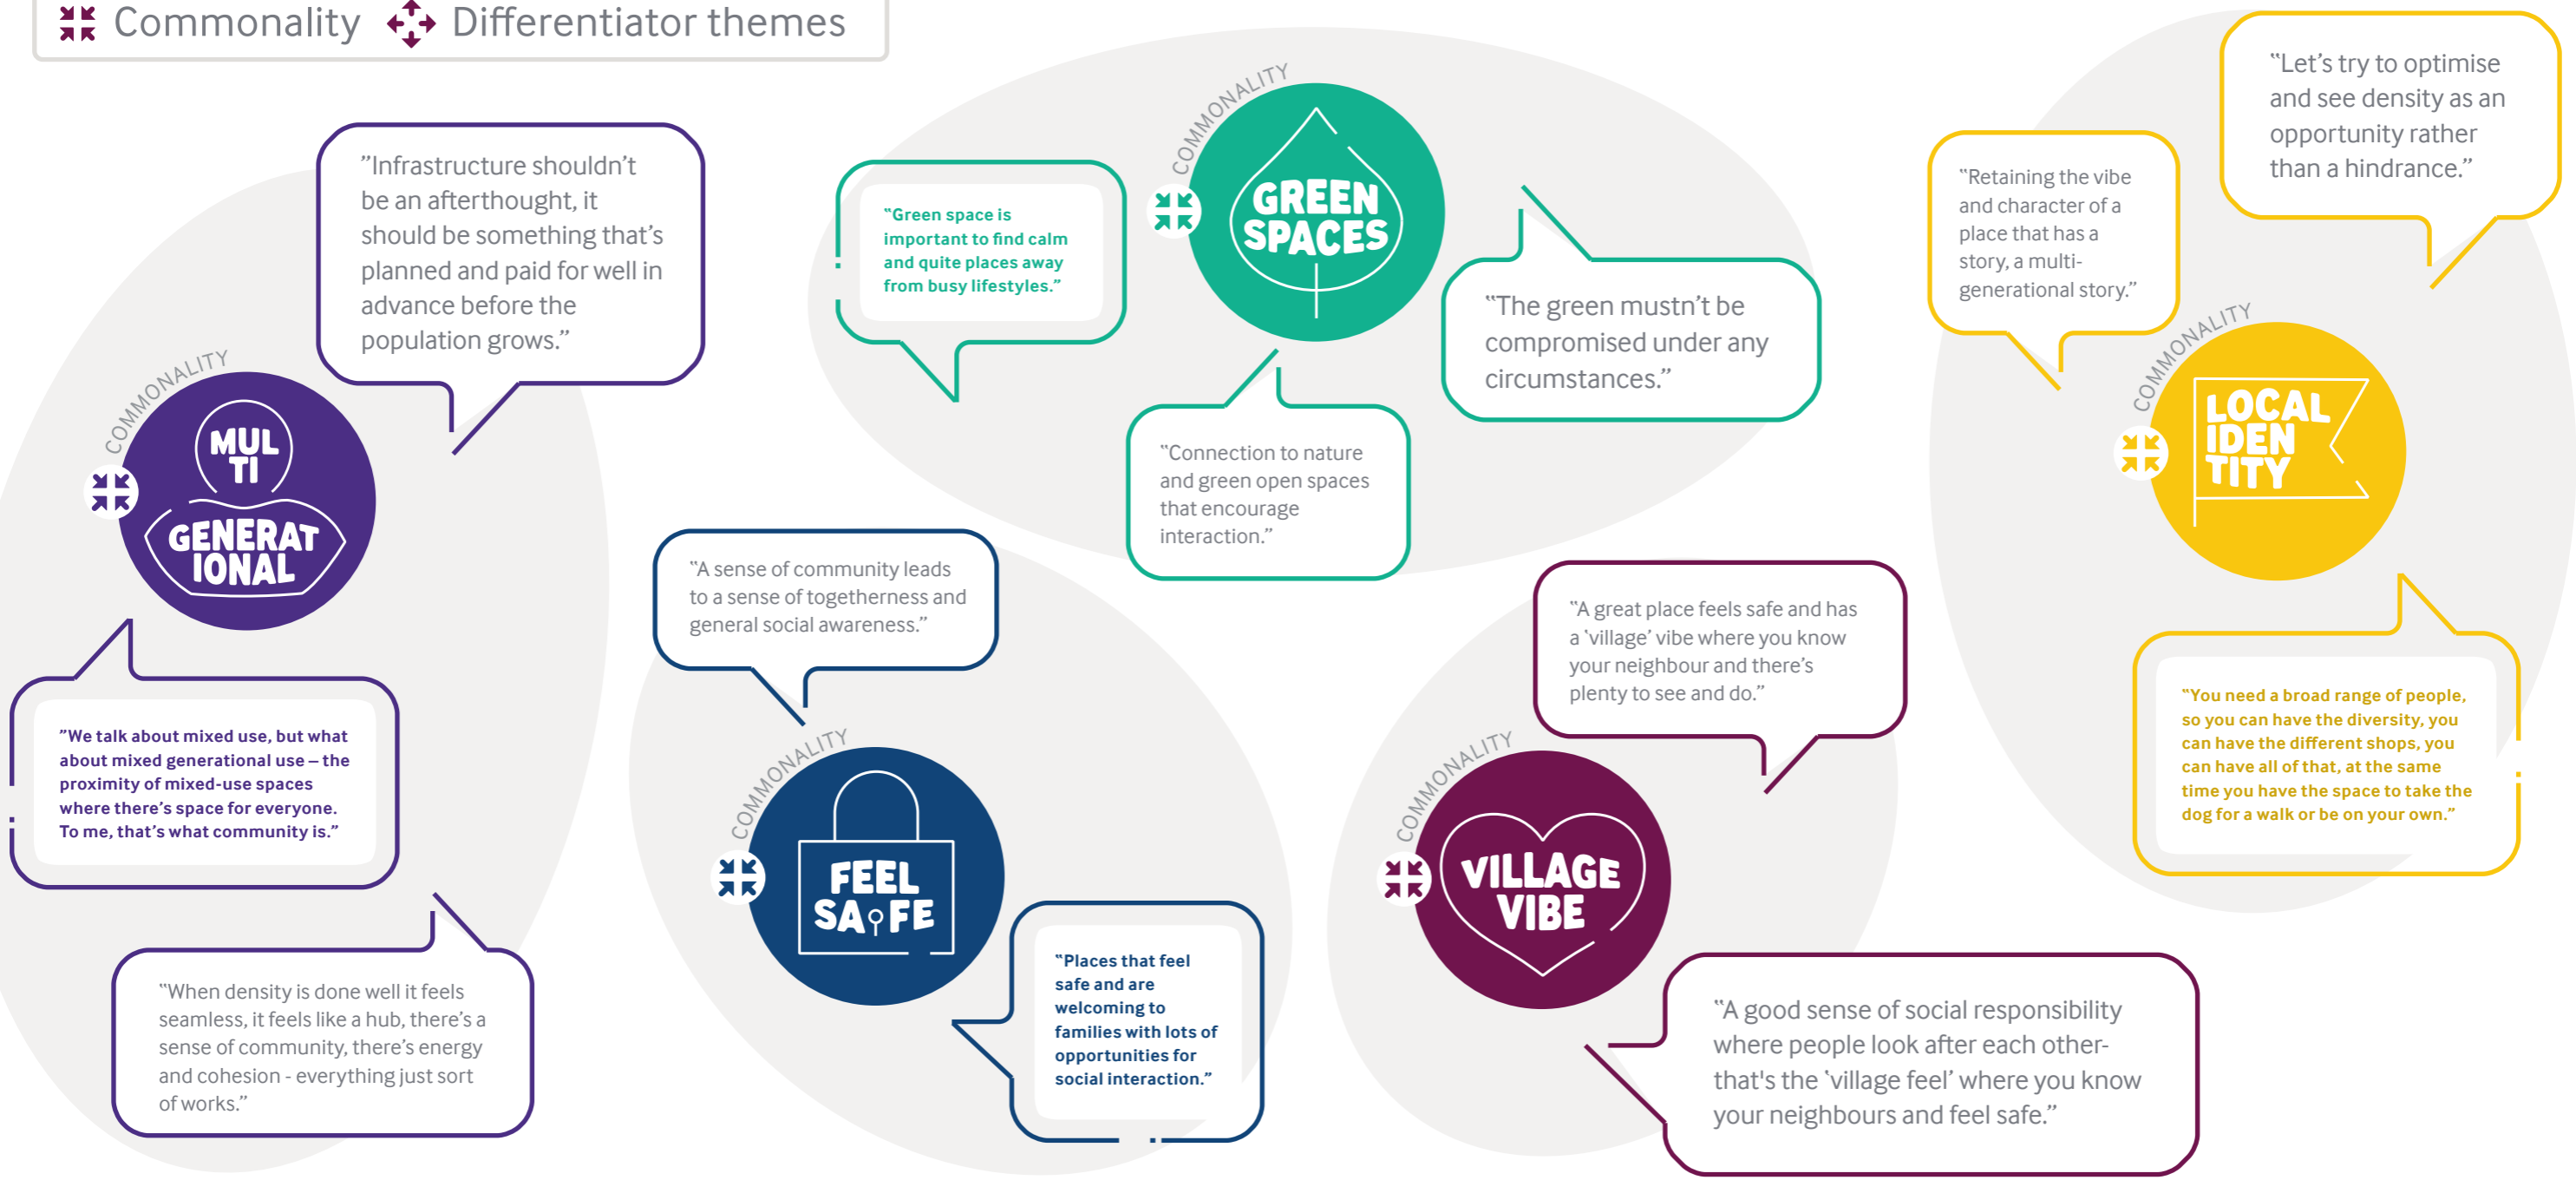 Commonality Differentiator themes
COMMONALITY
MUL
TI
GENERAT
IONAL
”Infrastructure shouldn’t
be an afterthought, it
should be something that’s
planned and paid for well in
advance before the
population grows.”
”We talk about mixed use, but what
about mixed generational use – the
proximity of mixed-use spaces
where there’s space for everyone.
To me, that’s what community is.”
“When density is done well it feels
seamless, it feels like a hub, there’s a
sense of community, there’s energy
and cohesion - everything just sort
of works.”
COMMONALITY
GREEN
SPACES
“Green space is
important to find calm
and quite places away
from busy lifestyles.”
“The green mustn’t be
compromised under any
circumstances.”
“Connection to nature
and green open spaces
that encourage
interaction.”
“A sense of community leads
to a sense of togetherness and
general social awareness.”
COMMONALITY
FEEL
SAFE
“Places that feel
safe and are
welcoming to
families with lots of
opportunities for
social interaction.”
“A great place feels safe and has
a ‘village’ vibe where you know
your neighbour and there’s
plenty to see and do.”
COMMONALITY
VILLAGE
VIBE
“A good sense of social responsibility
where people look after each other-
that's the ‘village feel’ where you know
your neighbours and feel safe.”
“Let’s try to optimise
and see density as an
opportunity rather
than a hindrance.”
“Retaining the vibe
and character of a
place that has a
story, a multi-
generational story.”
COMMONALITY
LOCAL
IDEN
TITY
“You need a broad range of people,
so you can have the diversity, you
can have the different shops, you
can have all of that, at the same
time you have the space to take the
dog for a walk or be on your own.”